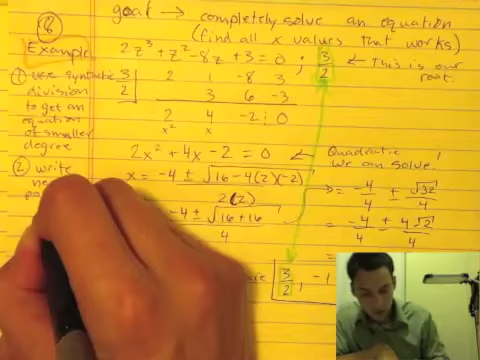 8
goal → completely solve an equation
(find all x values that works)
Example
2z³ + z² - 8z + 3 = 0 ; 3/2 ← This is our root.
① use synthetic division to get an equation of smaller degree
3/2 | 2 1 -8 3
3 6 -3
2 4 -2 ; 0
x² x
2x² + 4x - 2 = 0 ← Quadratic we can solve!
② write
x = -4 ± √16 - 4(2)(-2)
2(2)
-4 ± √16 + 16
4
→ = -4/4 ± √32/4
= -4/4 ± 4√2/4
=
are 3/2, -1